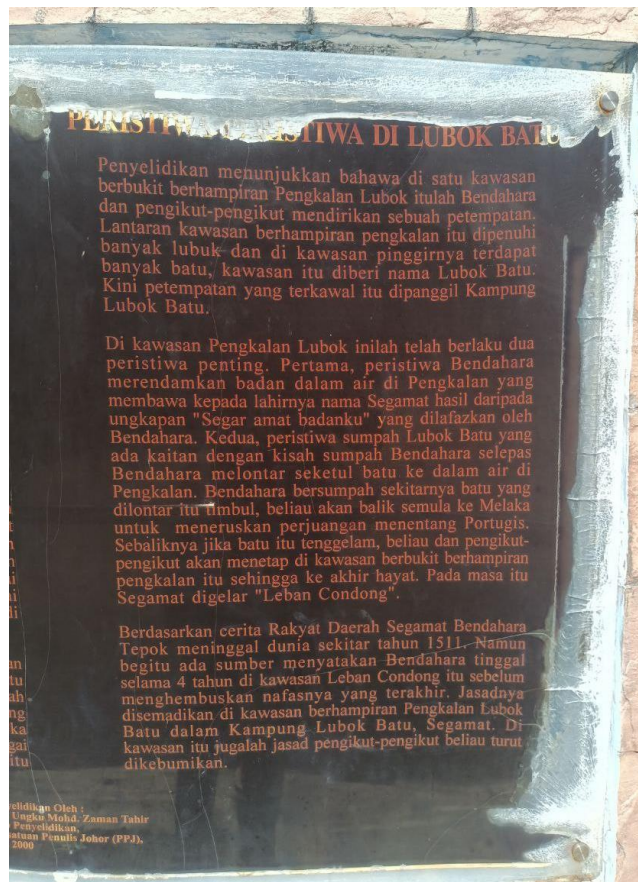 PERISTIWA-PERISTIWA DI LUBOK BATU
Penyelidikan menunjukkan bahawa di satu kawasan
berbukit berhampiran Pengkalan Lubok itulah Bendahara
dan pengikut-pengikut mendirikan sebuah petempatan.
Lantaran kawasan berhampiran pengkalan itu dipenuhi
banyak lubuk dan di kawasan pinggirnya terdapat
banyak batu, kawasan itu diberi nama Lubok Batu.
Kini petempatan yang terkawal itu dipanggil Kampung
Lubok Batu.
Di kawasan Pengkalan Lubok inilah telah berlaku dua
peristiwa penting. Pertama, peristiwa Bendahara
merendamkan badan dalam air di Pengkalan yang
membawa kepada lahirnya nama Segamat hasil daripada
ungkapan "Segar amat badanku" yang dilafazkan oleh
Bendahara. Kedua, peristiwa sumpah Lubok Batu yang
ada kaitan dengan kisah sumpah Bendahara selepas
Bendahara melontar seketul batu ke dalam air di
Pengkalan. Bendahara bersumpah sekitarnya batu yang
dilontar itu timbul, beliau akan balik semula ke Melaka
untuk meneruskan perjuangan menentang Portugis.
Sebaliknya jika batu itu tenggelam, beliau dan pengikut-
pengikut akan menetap di kawasan berbukit berhampiran
pengkalan itu sehingga ke akhir hayat. Pada masa itu
Segamat digelar "Leban Condong".
Berdasarkan cerita Rakyat Daerah Segamat Bendahara
Tepok meninggal dunia sekitar tahun 1511. Namun
begitu ada sumber menyatakan Bendahara tinggal
selama 4 tahun di kawasan Leban Condong itu sebelum
menghembuskan nafasnya yang terakhir. Jasadnya
disemadikan di kawasan berhampiran Pengkalan Lubok
Batu dalam Kampung Lubok Batu, Segamat. Di
kawasan itu jugalah jasad pengikut-pengikut beliau turut
dikebumikan.
Oleh :
Ungku Mohd. Zaman Tahir
Penyelidikan,
Penulis Johor (PPJ),
2000